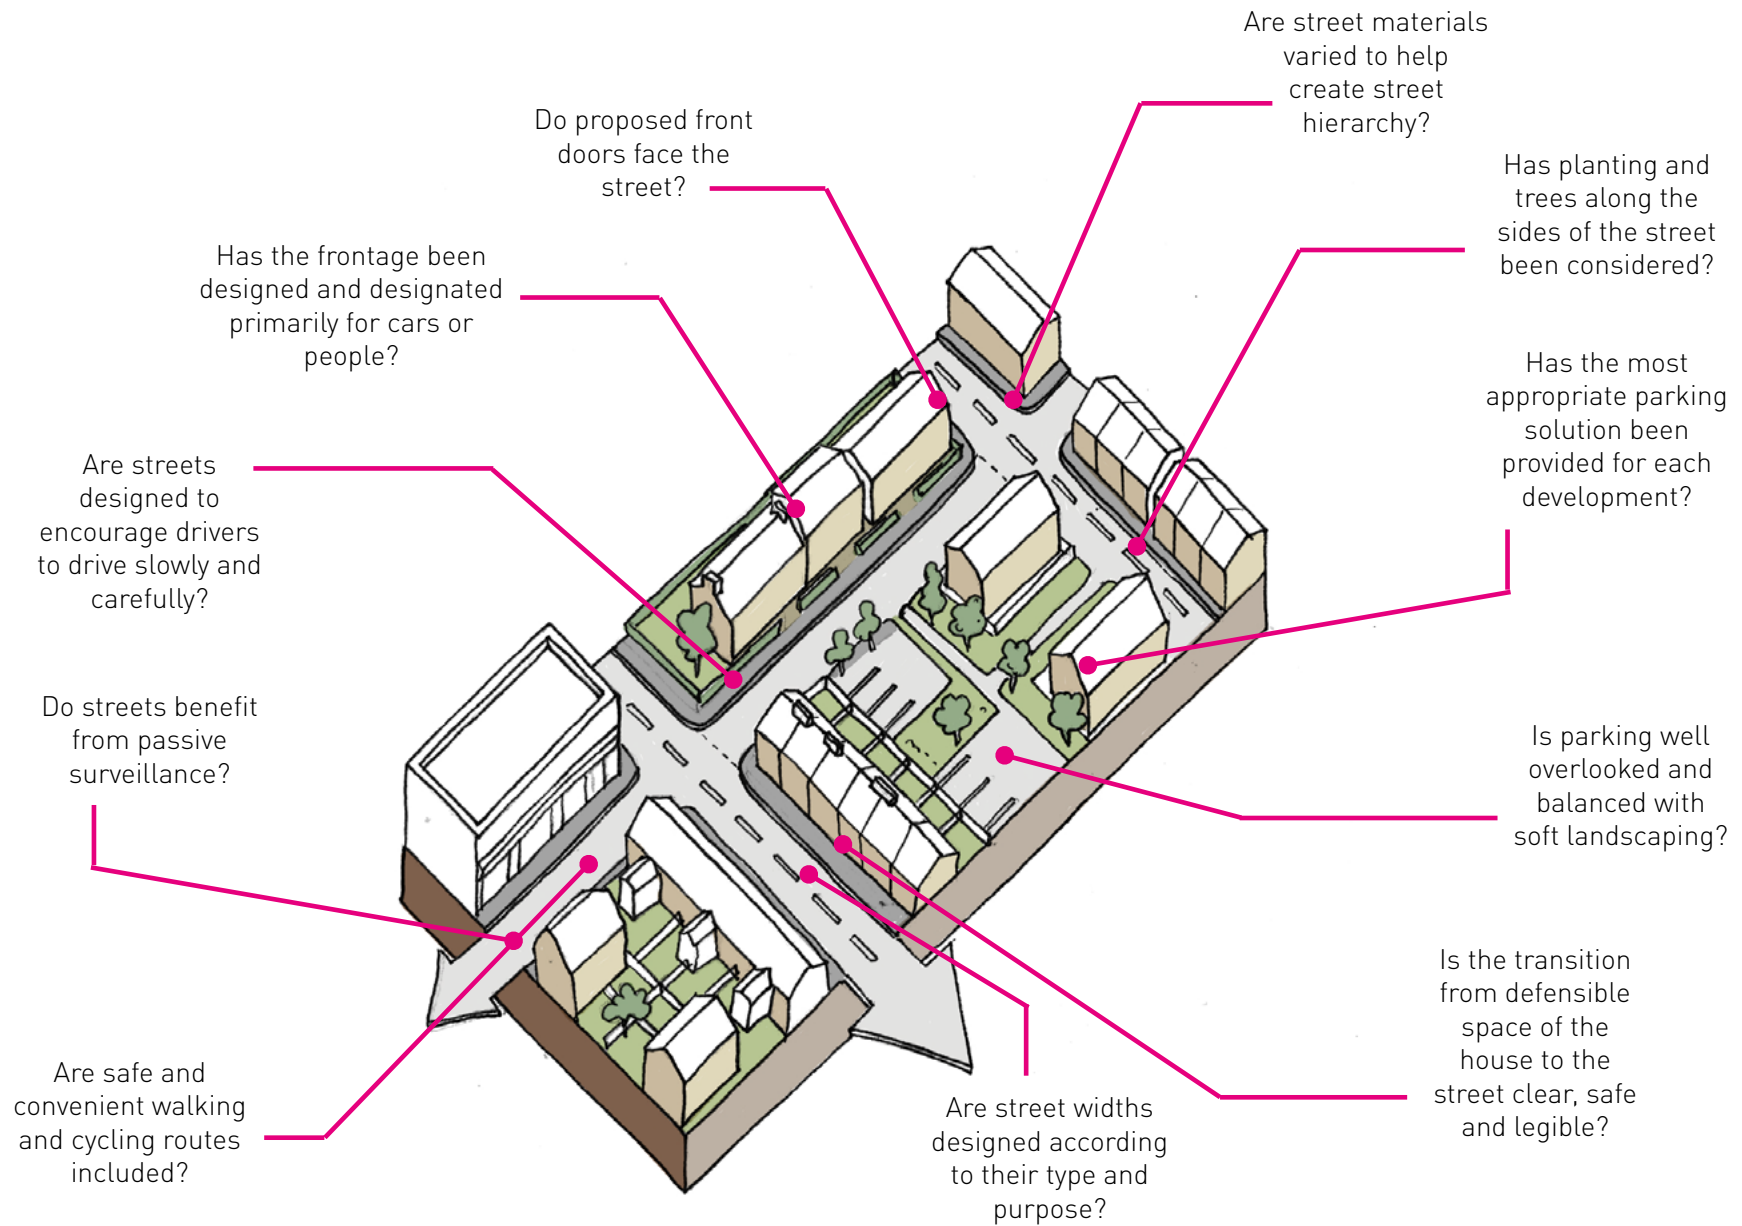 Are street materials
varied to help
create street
hierarchy?
Do proposed front
doors face the
street?
Has planting and
trees along the
sides of the street
been considered?
Has the frontage been
designed and designated
primarily for cars or
people?
Has the most
appropriate parking
solution been
provided for each
development?
Are streets
designed to
encourage drivers
to drive slowly and
carefully?
Do streets benefit
from passive
surveillance?
Is parking well
overlooked and
balanced with
soft landscaping?
Is the transition
from defensible
space of the
house to the
street clear, safe
and legible?
Are safe and
convenient walking
and cycling routes
included?
Are street widths
designed according
to their type and
purpose?